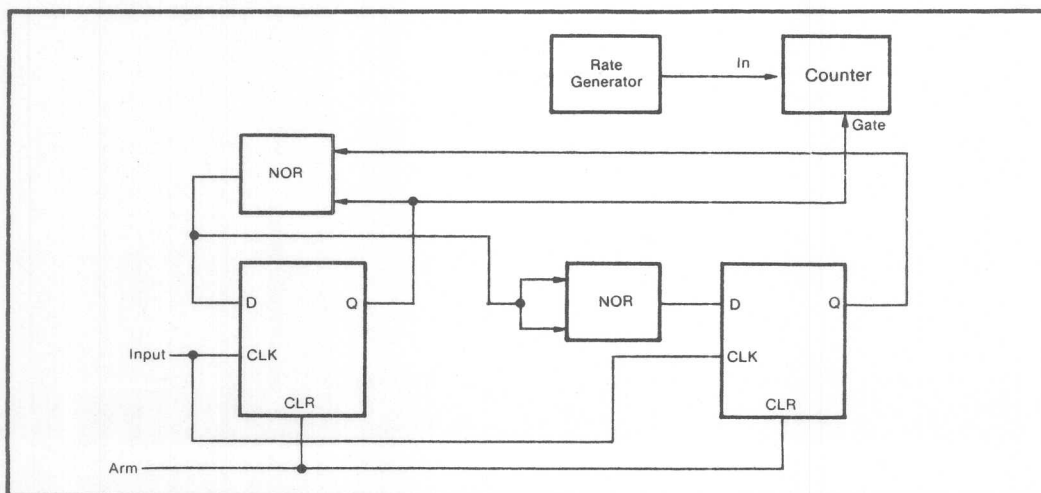 Rate
Generator
In
Counter
Gate
NOR
D
Q
NOR
D
Q
Input
CLK
CLK
CLR
CLR
Arm